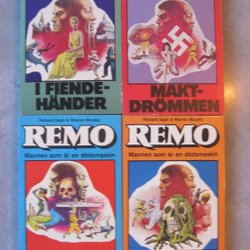 I FIENDE-
HÄNDER
MAKT-
DRÖMMEN
Richard Sapir & Warren Murphy
REMO
Mannen som är en dödsmaskin
Richard Sapir & Warren Murphy
REMO
Mannen som är en dödsmaskin